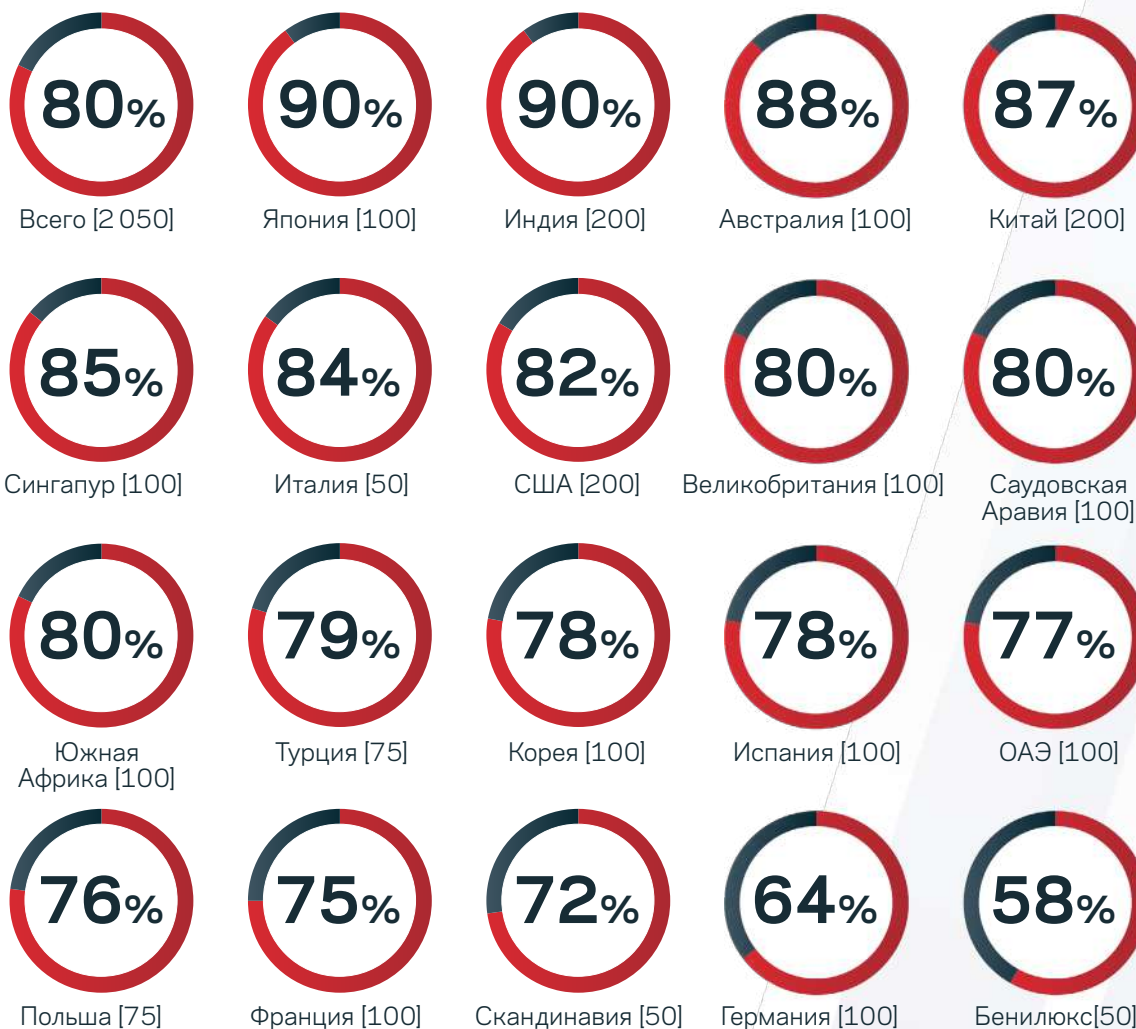 80%
90%
90%
88%
87%
Всего [2 050]
Япония [100]
Индия [200]
Австралия [100]
Китай [200]
85%
84%
82%
80%
80%
Сингапур [100]
Италия [50]
США [200]
Великобритания [100]
Саудовская
Аравия [100]
80%
79%
78%
78%
77%
Южная
Африка [100]
Турция [75]
Корея [100]
Испания [100]
ОАЭ [100]
76%
75%
72%
64%
58%
Польша [75]
Франция [100]
Скандинавия [50]
Германия [100]
Бенилюкс[50]